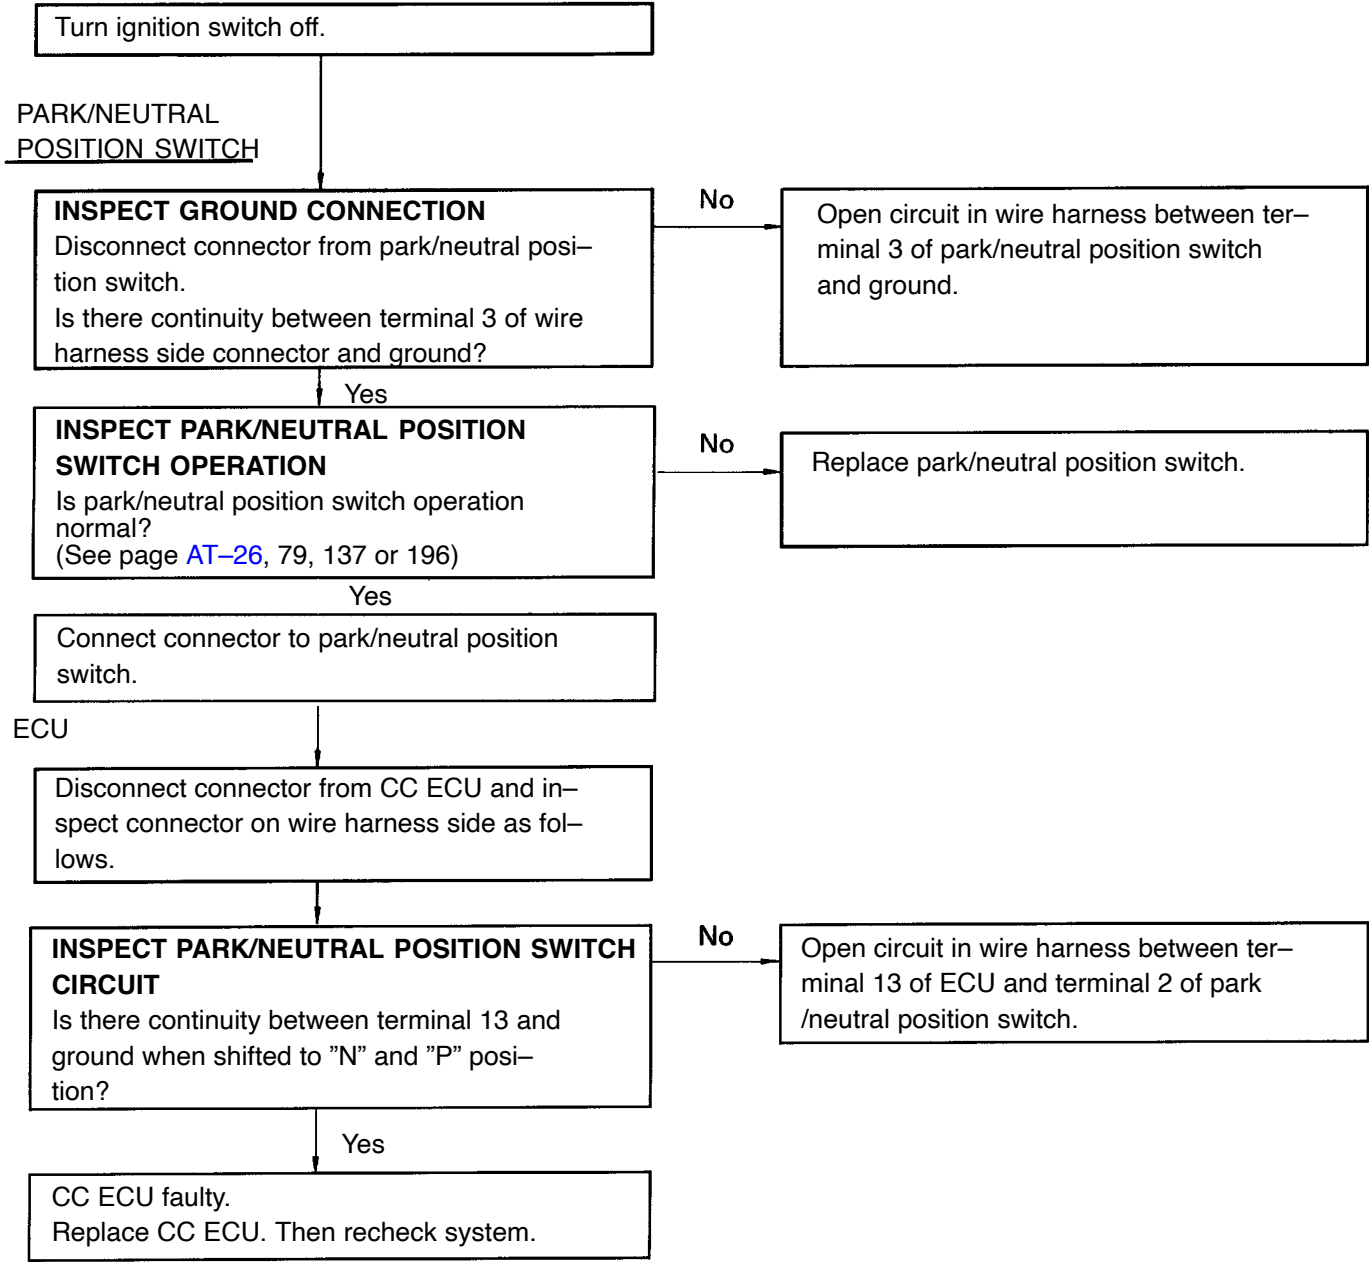 Turn ignition switch off.
PARK/NEUTRAL
POSITION SWITCH
INSPECT GROUND CONNECTION
Disconnect connector from park/neutral posi–
tion switch.
Is there continuity between terminal 3 of wire
harness side connector and ground?
No
Open circuit in wire harness between ter–
minal 3 of park/neutral position switch
and ground.
Yes
INSPECT PARK/NEUTRAL POSITION
SWITCH OPERATION
Is park/neutral position switch operation
normal?
(See page AT–26, 79, 137 or 196)
No
Replace park/neutral position switch.
Yes
Connect connector to park/neutral position
switch.
ECU
Disconnect connector from CC ECU and in–
spect connector on wire harness side as fol–
lows.
INSPECT PARK/NEUTRAL POSITION SWITCH
CIRCUIT
Is there continuity between terminal 13 and
ground when shifted to ”N” and ”P” posi–
tion?
No
Open circuit in wire harness between ter–
minal 13 of ECU and terminal 2 of park
/neutral position switch.
Yes
CC ECU faulty.
Replace CC ECU. Then recheck system.